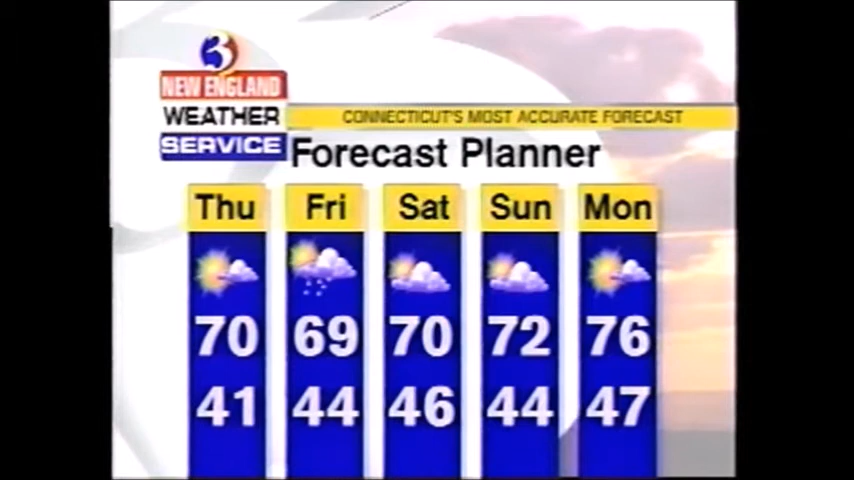 3
NEW ENGLAND
WEATHER
SERVICE
CONNECTICUT'S MOST ACCURATE FORECAST
Forecast Planner
Thu Fri Sat Sun Mon
70 69 70 72 76
41 44 46 44 47